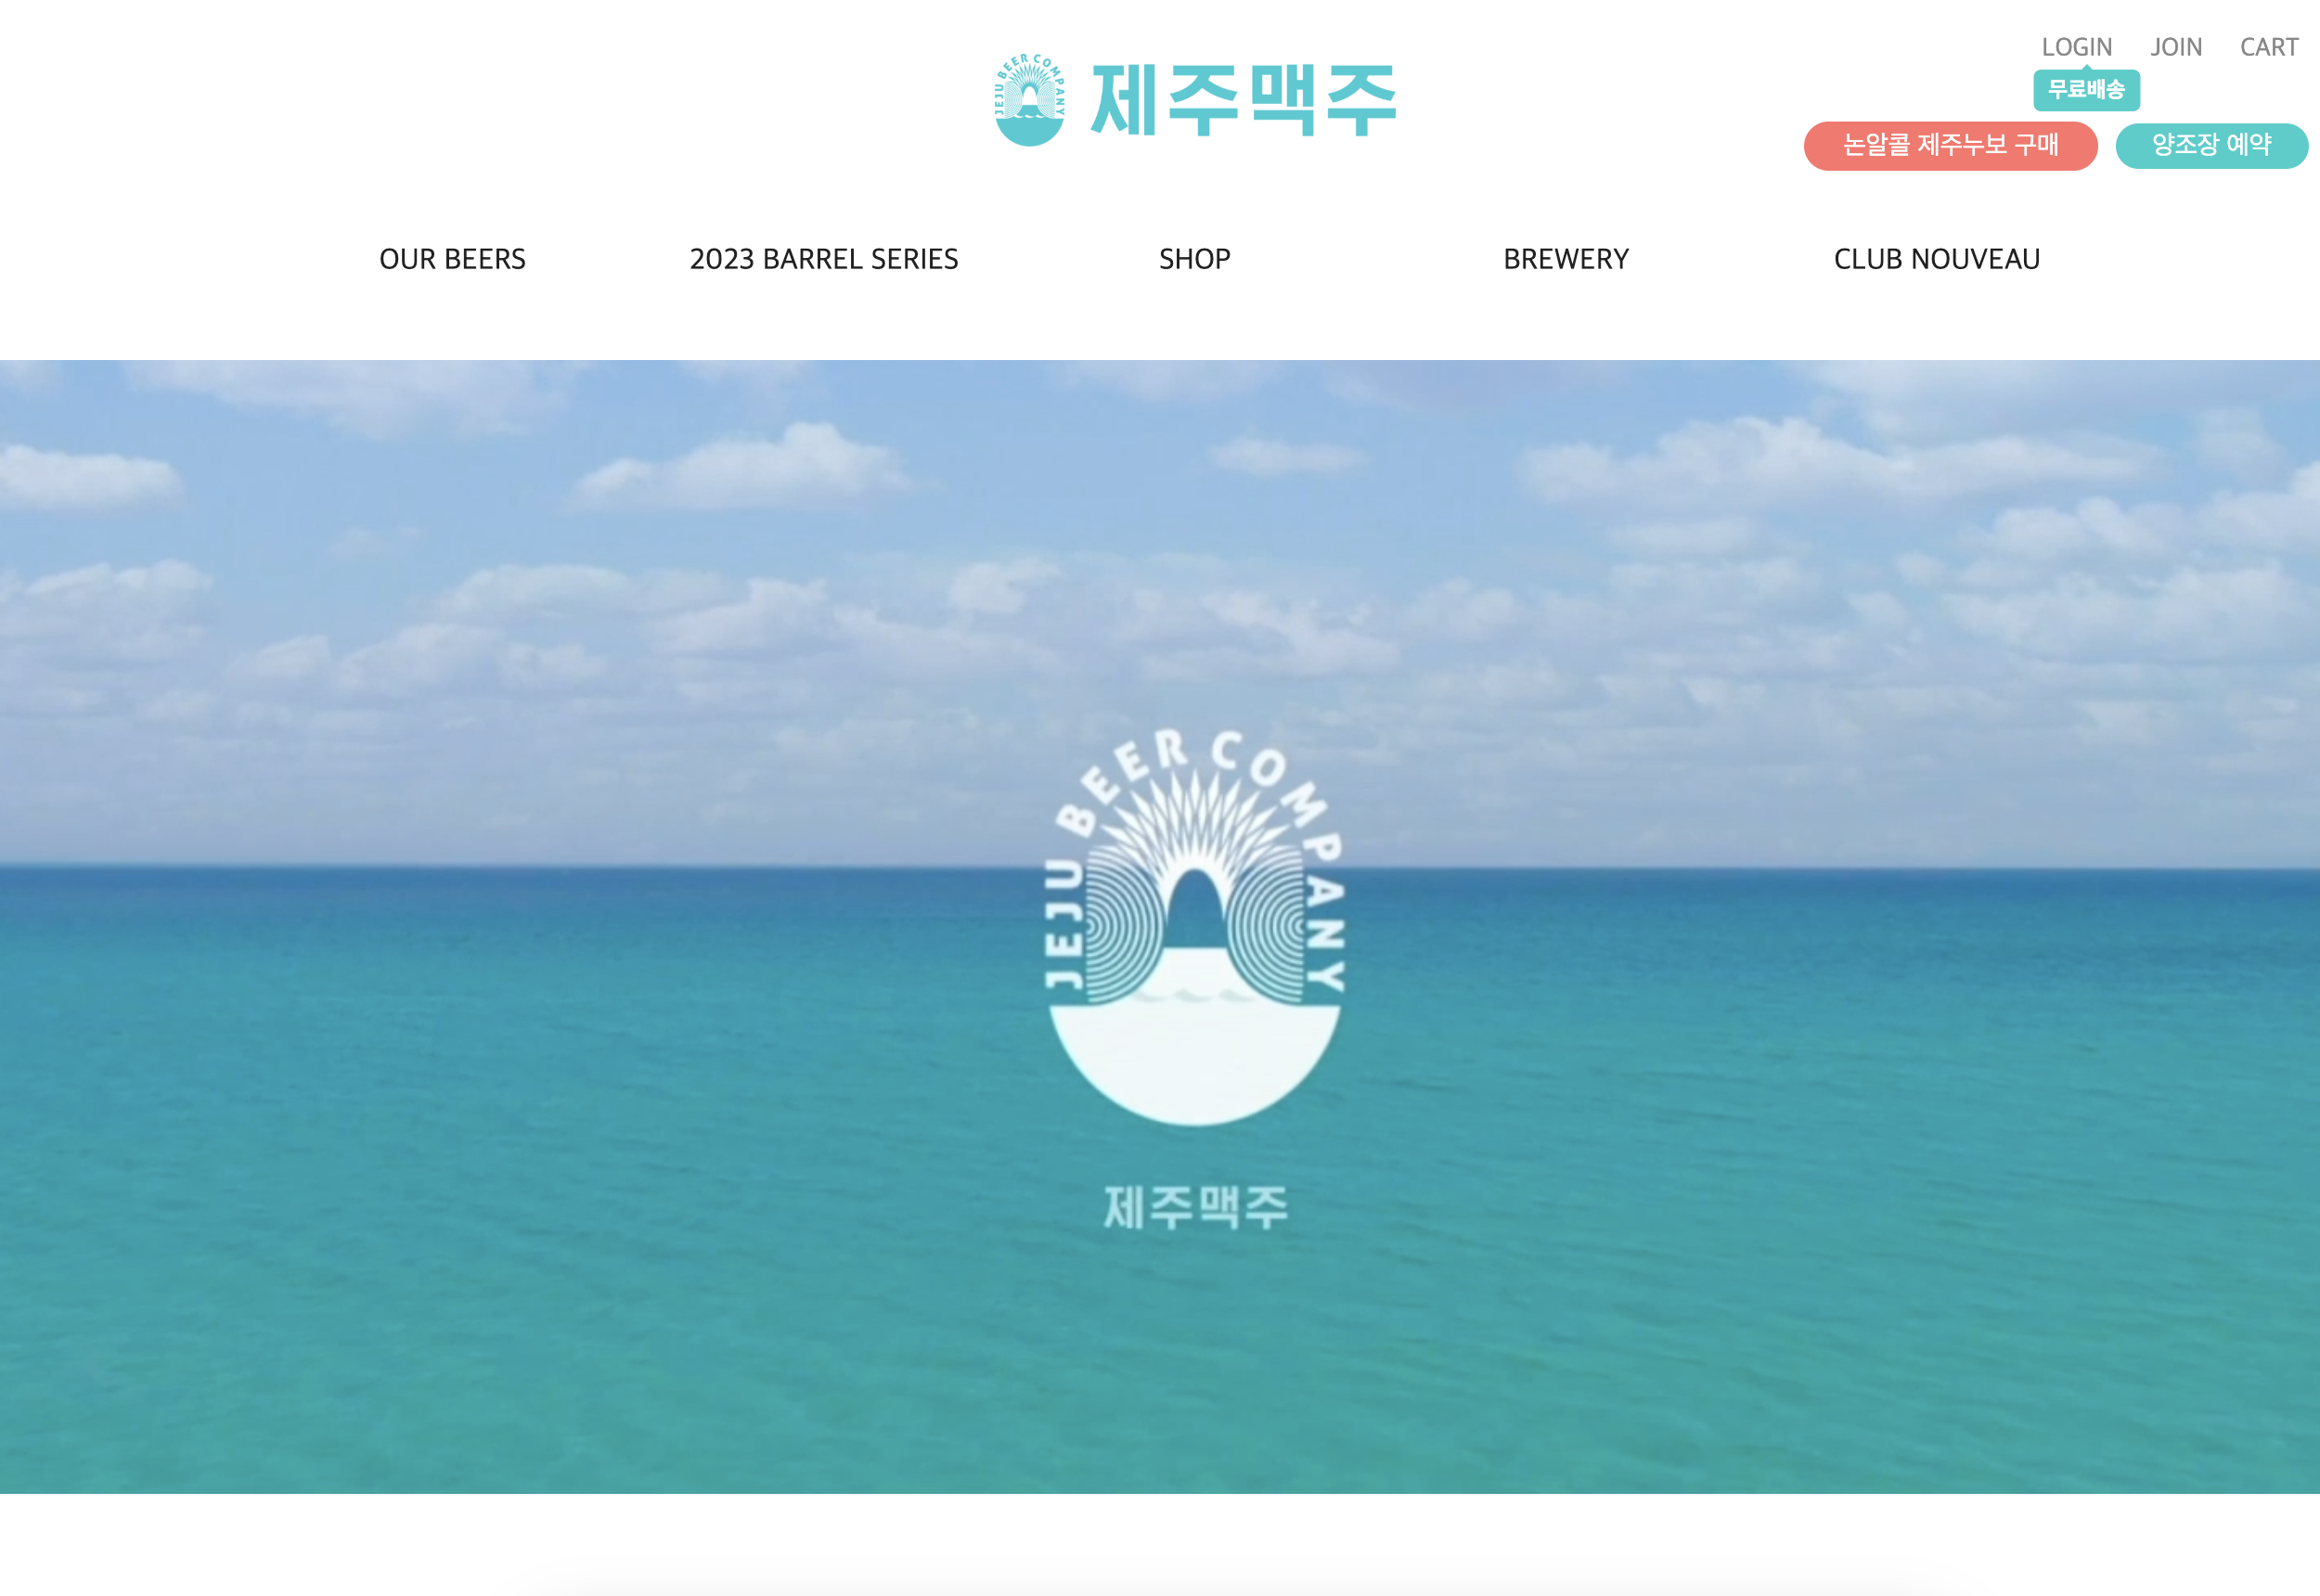 LOGIN JOIN CART
JEJU BEER COMPANY
제주맥주
무료배송
논알콜 제주누보 구매
양조장 예약
OUR BEERS
2023 BARREL SERIES
SHOP
BREWERY
CLUB NOUVEAU
JEJU BEER COMPANY
제주맥주